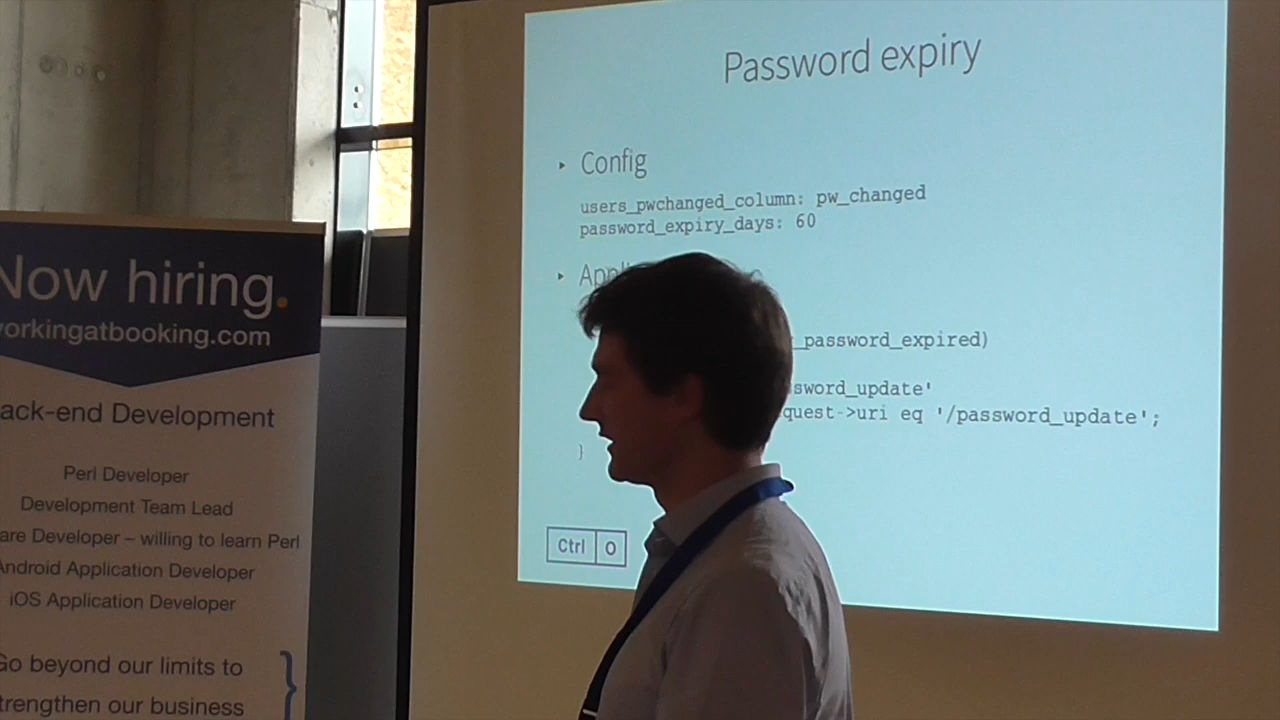 Password expiry
Config
users_pwchanged_column: pw_changed
password_expiry_days: 60
_password_expired)
sword_update'
quest->uri eq '/password_update';
}
Ctrl O
Now hiring.
workingatbooking.com
ack-end Development
Perl Developer
Development Team Lead
are Developer – willing to learn Perl
Android Application Developer
iOS Application Developer
Go beyond our limits to
trengthen our business
}